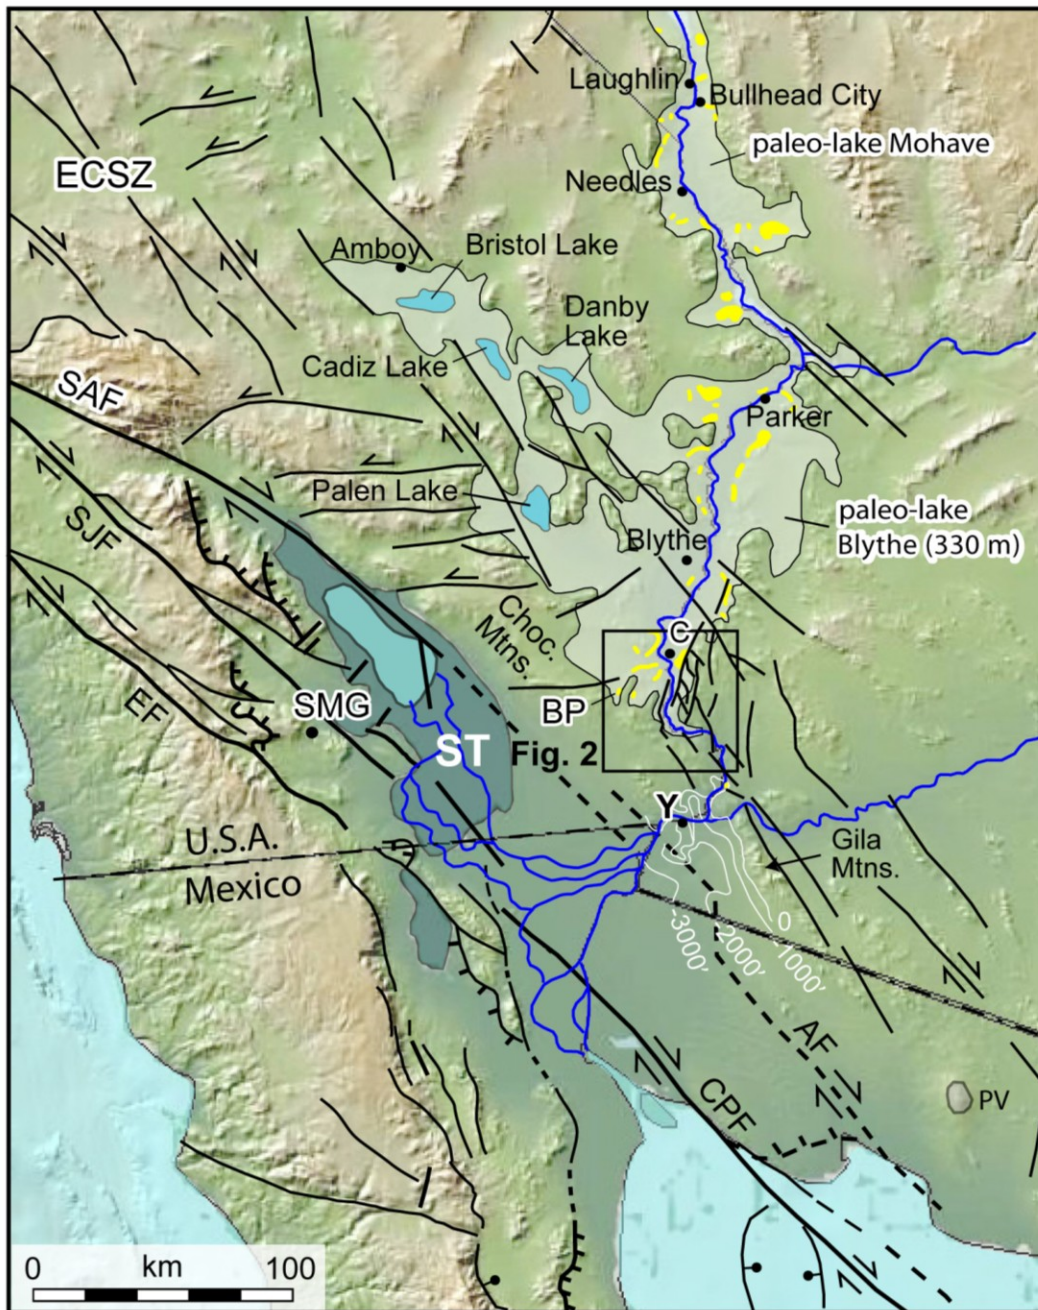 Laughlin
Bullhead City
paleo-lake Mohave
ECSZ
Needles
Amboy
Bristol Lake
Danby
Lake
Cadiz Lake
SAF
Parker
Palen Lake
SJF
paleo-lake
Blythe (330 m)
Blythe
Choc.
Mtns.
C
EF
SMG
BP
ST
Fig. 2
Y
U.S.A.
Mexico
Gila
Mtns.
0
-1000'
-2000'
-3000'
AF
CPF
PV
0 km 100